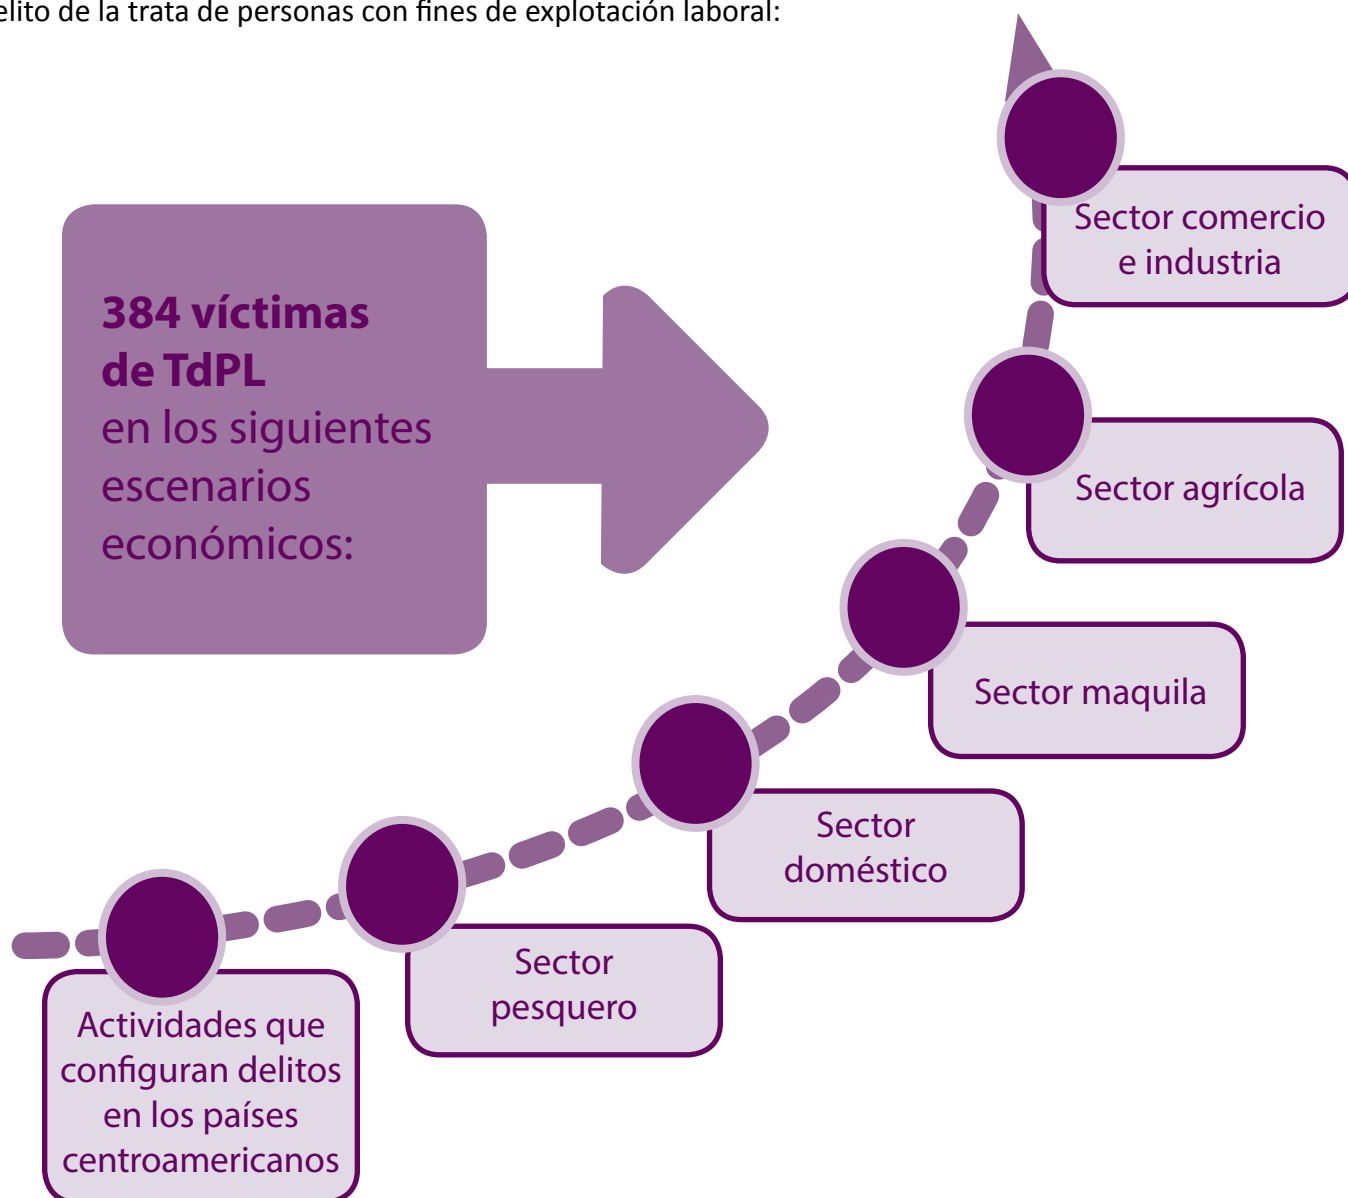 elito de la trata de personas con fines de explotación laboral:
384 víctimas
de TdPL
en los siguientes
escenarios
económicos:
Sector comercio
e industria
Sector agrícola
Sector maquila
Sector
doméstico
Sector
pesquero
Actividades que
configuran delitos
en los países
centroamericanos